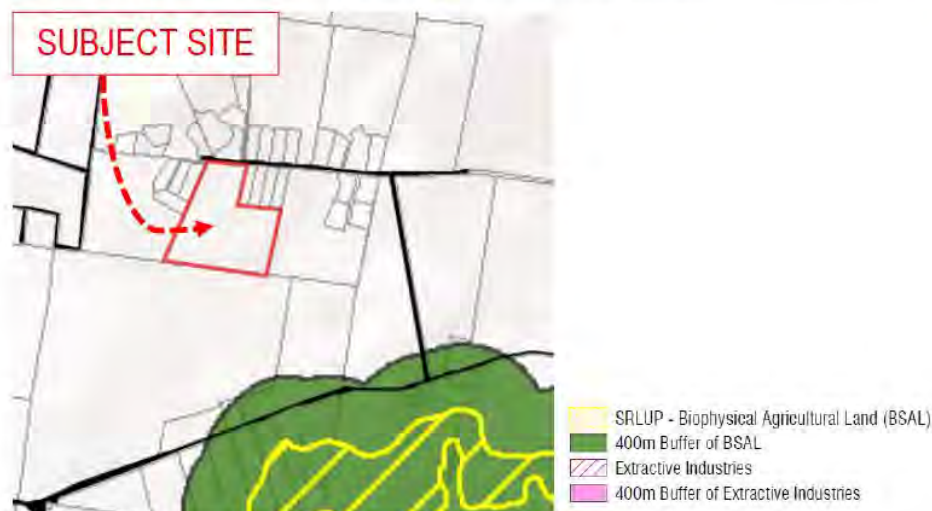 SUBJECT SITE
SRLUP - Biophysical Agricultural Land (BSAL)
400m Buffer of BSAL
Extractive Industries
400m Buffer of Extractive Industries